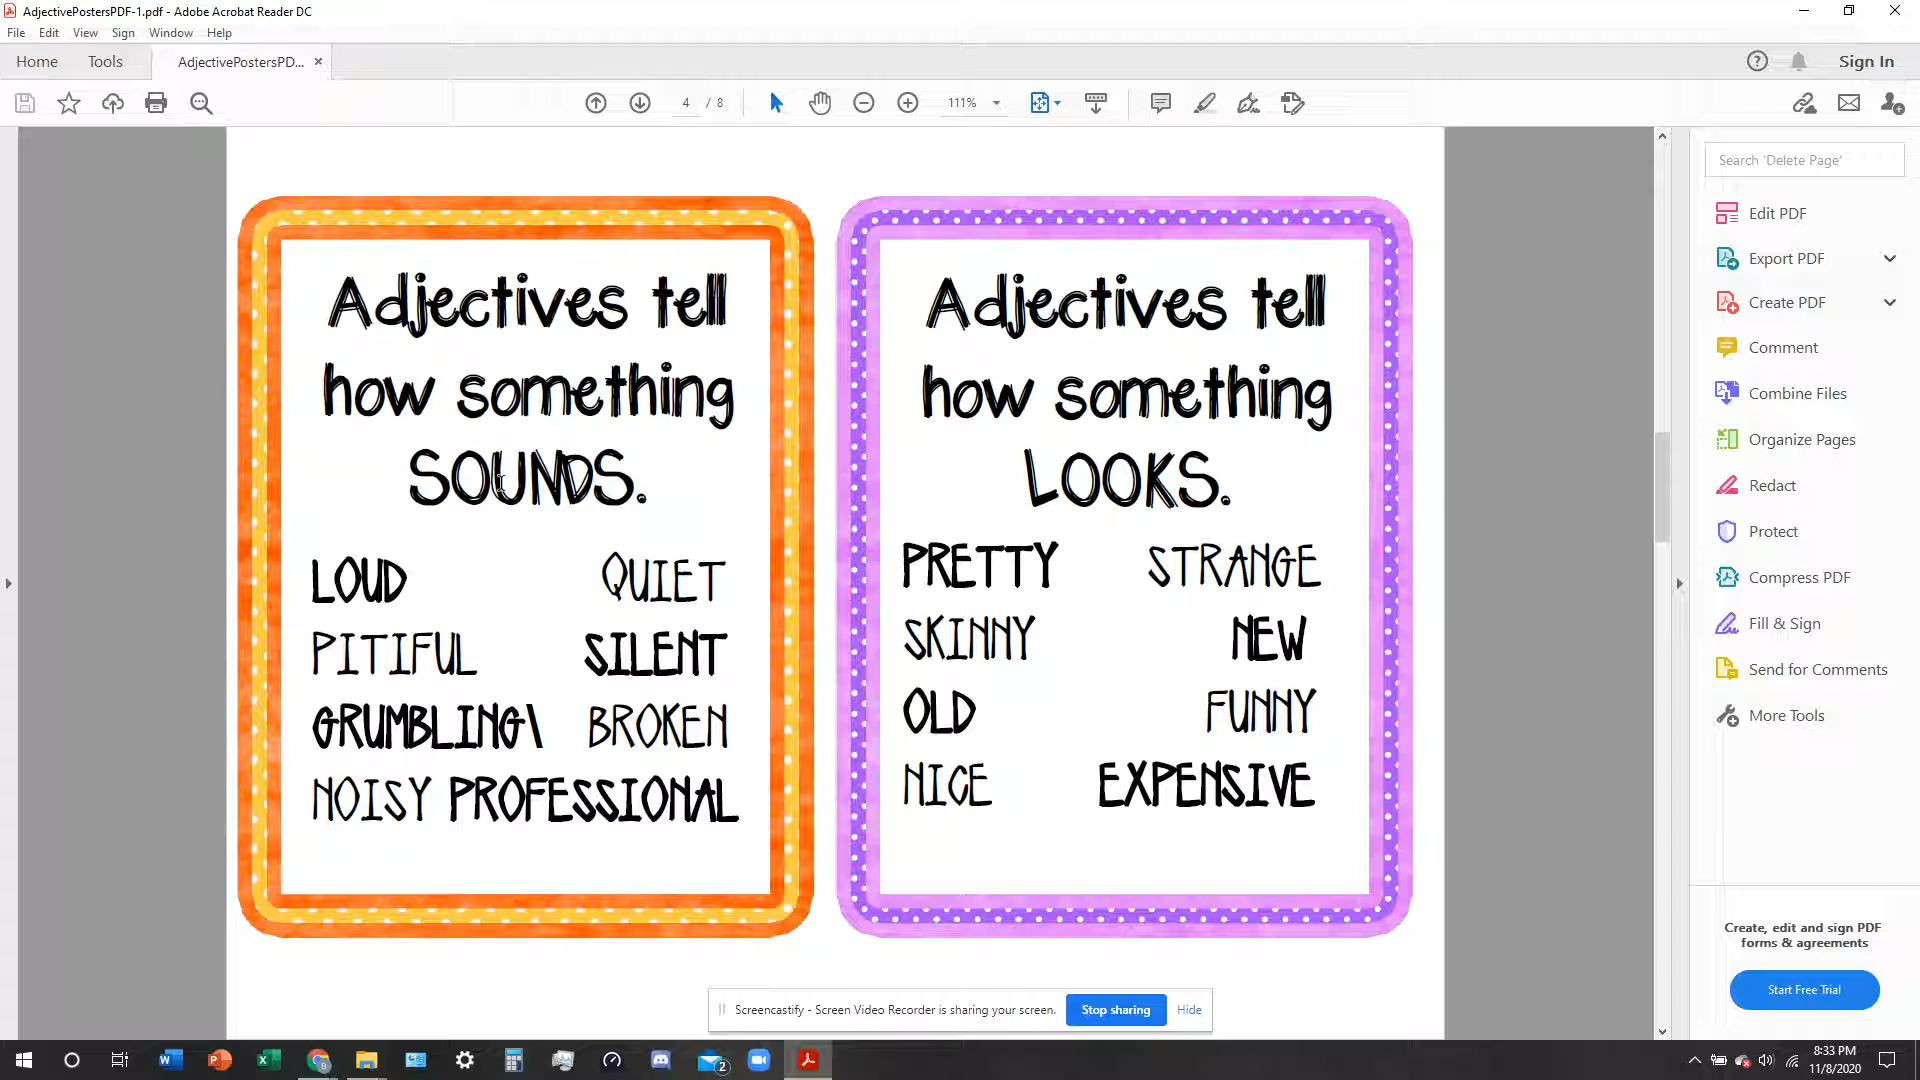 AdjectivePostersPDF-1.pdf - Adobe Acrobat Reader DC
File Edit View Sign Window Help
Home Tools AdjectivePostersPD... × Sign In
4 / 8 111%
Adjectives tell
how something
SOUNDS.
LOUD QUIET
PITIFUL SILENT
GRUMBLING\ BROKEN
NOISY PROFESSIONAL
Adjectives tell
how something
LOOKS.
PRETTY STRANGE
SKINNY NEW
OLD FUNNY
NICE EXPENSIVE
Search 'Delete Page'
Edit PDF
Export PDF
Create PDF
Comment
Combine Files
Organize Pages
Redact
Protect
Compress PDF
Fill & Sign
Send for Comments
More Tools
Create, edit and sign PDF
forms & agreements
Start Free Trial
Screencastify - Screen Video Recorder is sharing your screen. Stop sharing Hide
2
8:33 PM
11/8/2020